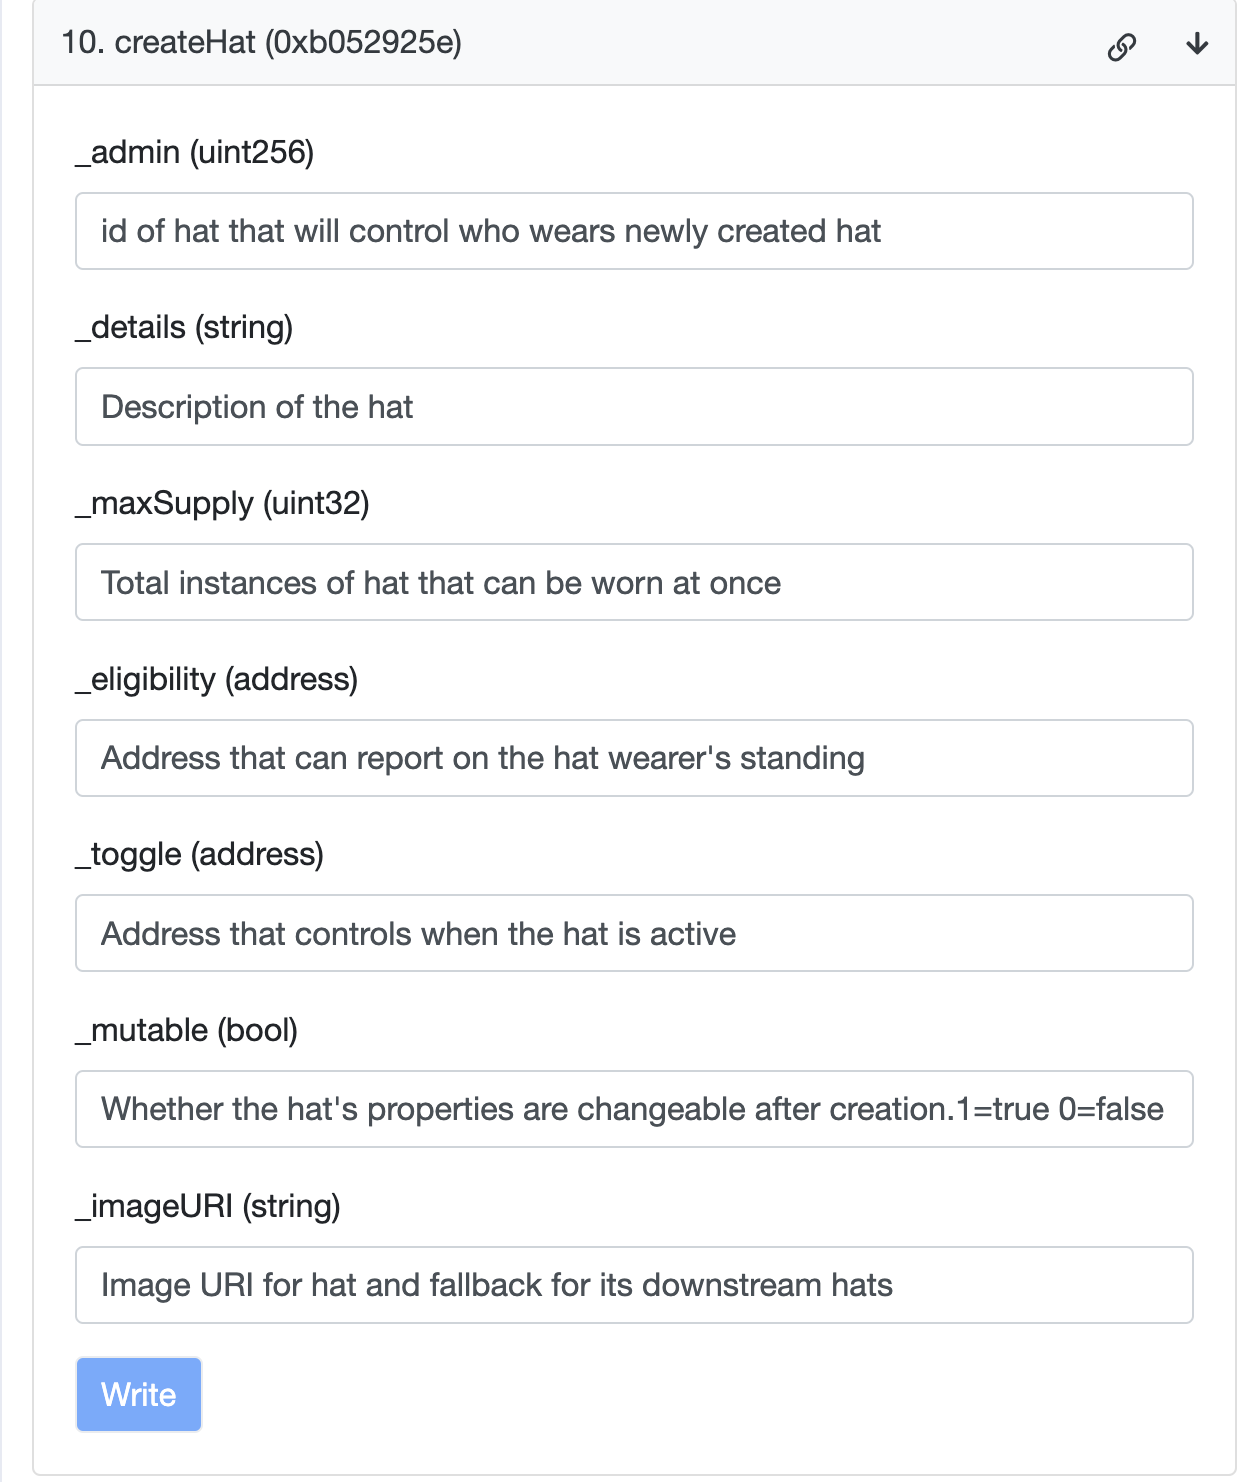 10. createHat (0xb052925e)
_admin (uint256)
id of hat that will control who wears newly created hat
_details (string)
Description of the hat
_maxSupply (uint32)
Total instances of hat that can be worn at once
_eligibility (address)
Address that can report on the hat wearer's standing
_toggle (address)
Address that controls when the hat is active
_mutable (bool)
Whether the hat's properties are changeable after creation.1=true 0=false
_imageURI (string)
Image URI for hat and fallback for its downstream hats
Write